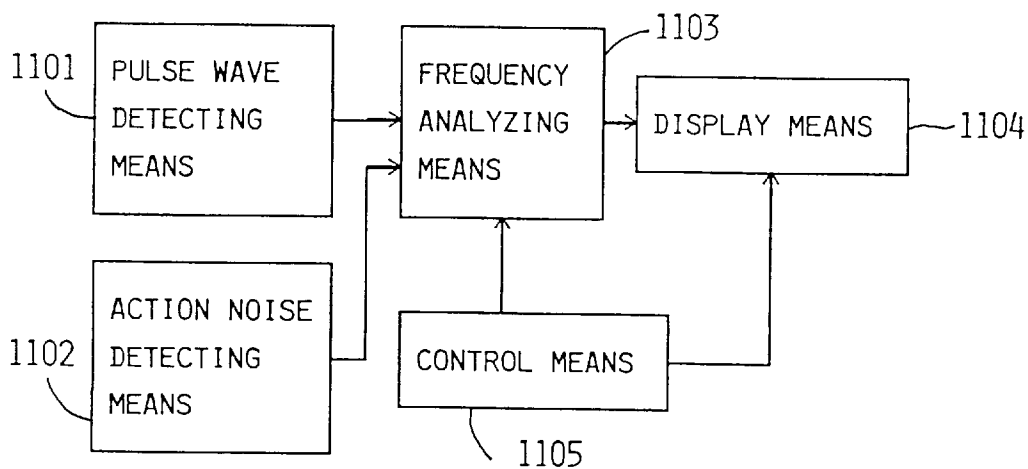 1101
PULSE WAVE
DETECTING
MEANS
1103
FREQUENCY
ANALYZING
MEANS
DISPLAY MEANS
1104
1102
ACTION NOISE
DETECTING
MEANS
CONTROL MEANS
1105